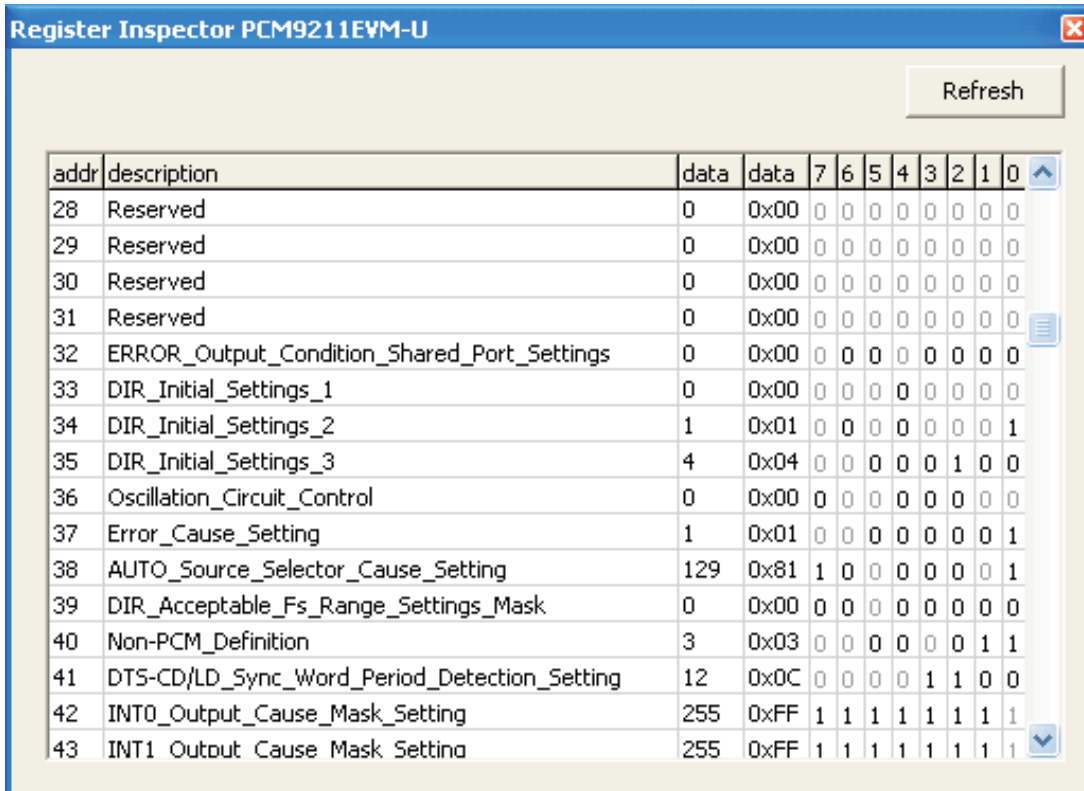 Register Inspector PCM9211EVM-U
Refresh
addr description data data 7 6 5 4 3 2 1 0
28 Reserved 0 0x00 0 0 0 0 0 0 0 0
29 Reserved 0 0x00 0 0 0 0 0 0 0 0
30 Reserved 0 0x00 0 0 0 0 0 0 0 0
31 Reserved 0 0x00 0 0 0 0 0 0 0 0
32 ERROR_Output_Condition_Shared_Port_Settings 0 0x00 0 0 0 0 0 0 0 0
33 DIR_Initial_Settings_1 0 0x00 0 0 0 0 0 0 0 0
34 DIR_Initial_Settings_2 1 0x01 0 0 0 0 0 0 0 1
35 DIR_Initial_Settings_3 4 0x04 0 0 0 0 0 1 0 0
36 Oscillation_Circuit_Control 0 0x00 0 0 0 0 0 0 0 0
37 Error_Cause_Setting 1 0x01 0 0 0 0 0 0 0 1
38 AUTO_Source_Selector_Cause_Setting 129 0x81 1 0 0 0 0 0 0 1
39 DIR_Acceptable_Fs_Range_Settings_Mask 0 0x00 0 0 0 0 0 0 0 0
40 Non-PCM_Definition 3 0x03 0 0 0 0 0 0 1 1
41 DTS-CD/LD_Sync_Word_Period_Detection_Setting 12 0x0C 0 0 0 0 1 1 0 0
42 INT0_Output_Cause_Mask_Setting 255 0xFF 1 1 1 1 1 1 1 1
43 INT1_Output_Cause_Mask_Setting 255 0xFF 1 1 1 1 1 1 1 1